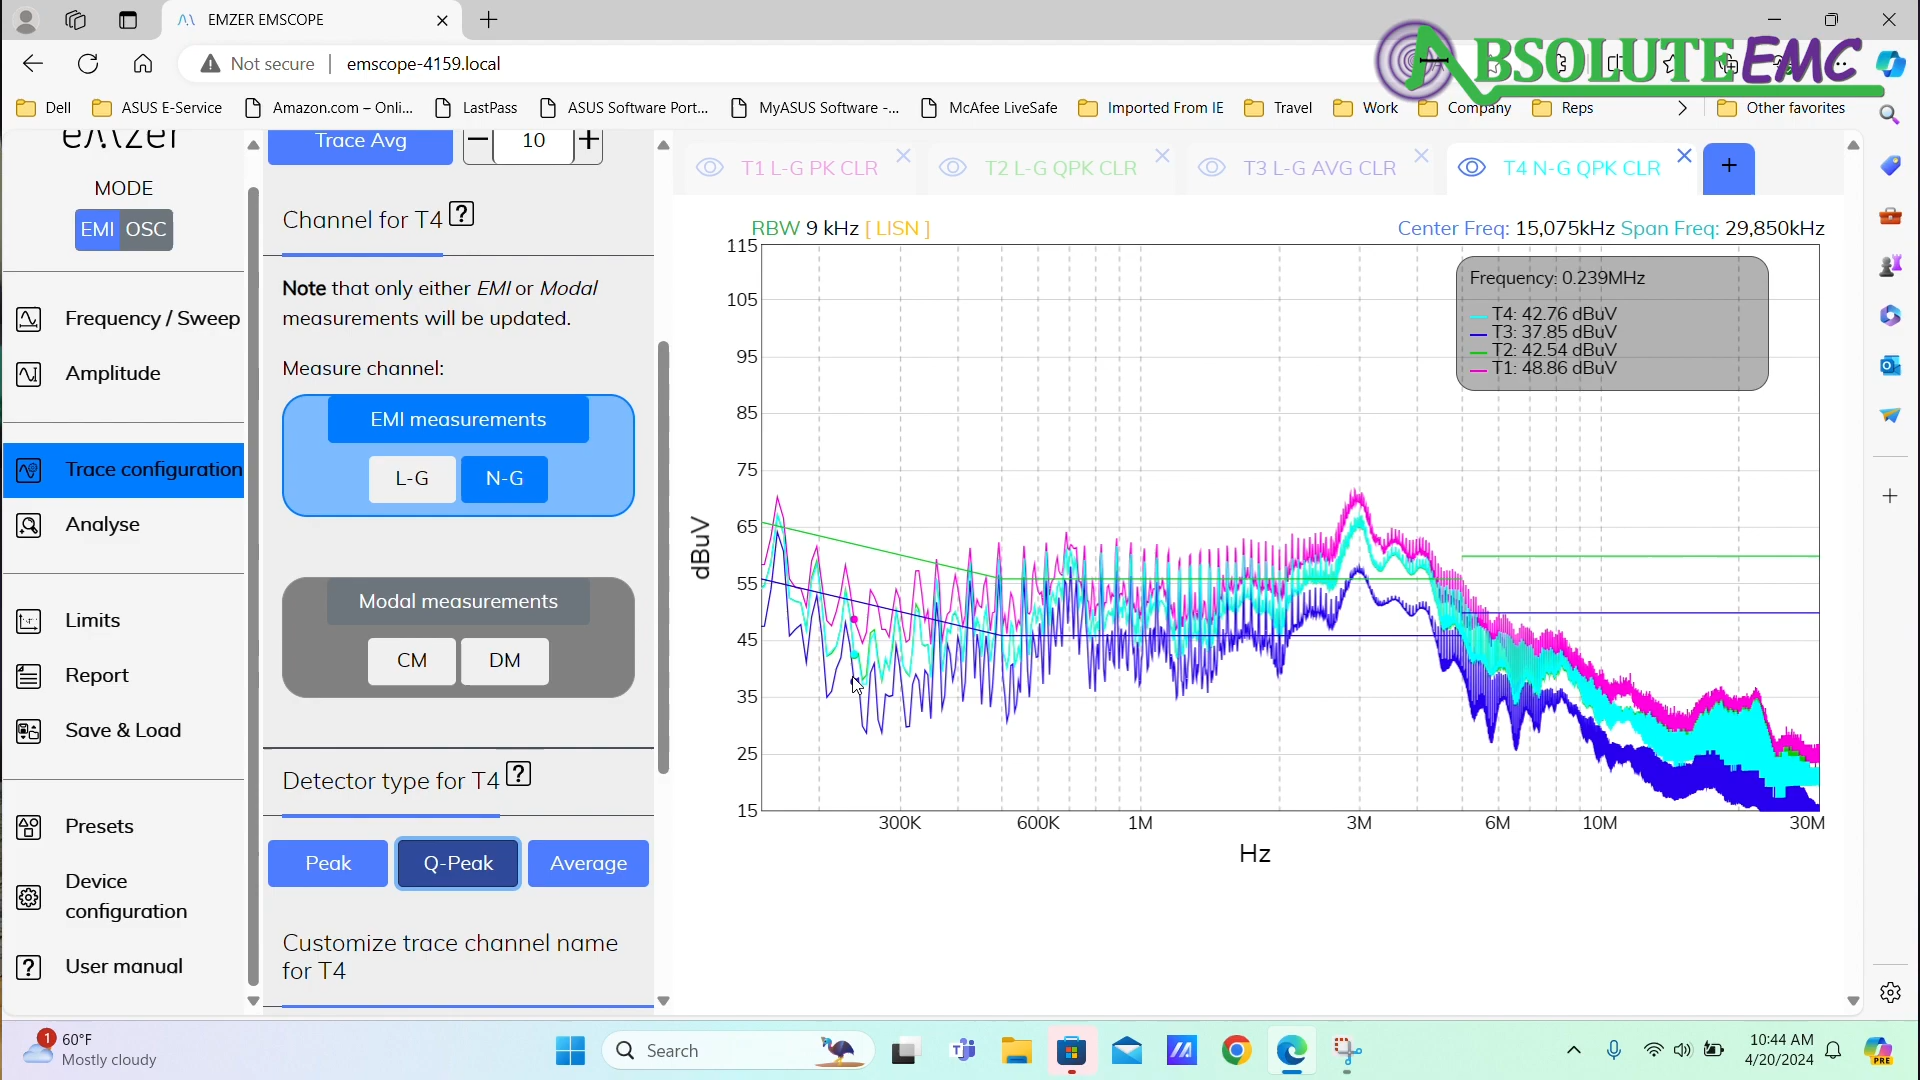 EMZER EMSCOPE
Not secure
emscope-4159.local
ABSOLUTE EMC
Dell
ASUS E-Service
Amazon.com – Onli...
LastPass
ASUS Software Port...
MyASUS Software -...
McAfee LiveSafe
Imported From IE
Travel
Work
Company
Reps
Other favorites
emzer
MODE
EMI OSC
Frequency / Sweep
Amplitude
Trace configuration
Analyse
Limits
Report
Save & Load
Presets
Device
configuration
User manual
Trace Avg
− 10 +
Channel for T4 ?
Note that only either EMI or Modal
measurements will be updated.
Measure channel:
EMI measurements
L-G N-G
Modal measurements
CM DM
Detector type for T4 ?
Peak Q-Peak Average
Customize trace channel name
for T4
T1 L-G PK CLR
T2 L-G QPK CLR
T3 L-G AVG CLR
T4 N-G QPK CLR
+
RBW 9 kHz [ LISN ]
Center Freq: 15,075kHz Span Freq: 29,850kHz
Frequency: 0.239MHz
T4: 42.76 dBuV
T3: 37.85 dBuV
T2: 42.54 dBuV
T1: 48.86 dBuV
115
105
95
85
75
65
55
45
35
25
15
dBuV
300K 600K 1M 3M 6M 10M 30M
Hz
1
60°F
Mostly cloudy
Search
10:44 AM
4/20/2024
PRE